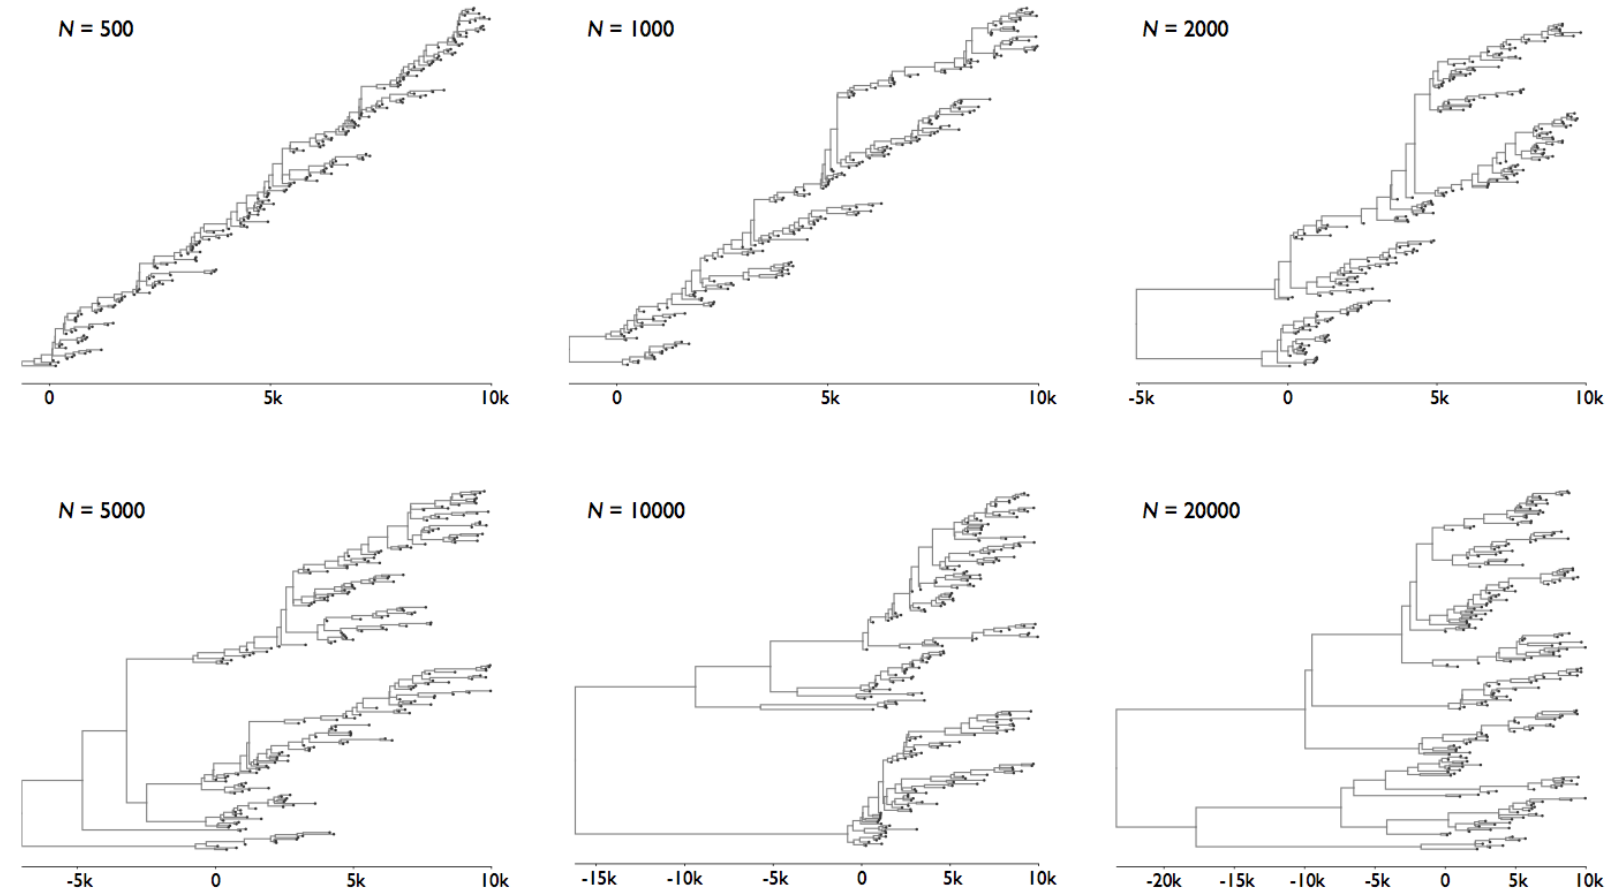 N = 500
N = 1000
N = 2000
0 5k 10k
0 5k 10k
-5k 0 5k 10k
N = 5000
N = 10000
N = 20000
-5k 0 5k 10k
-15k -10k -5k 0 5k 10k
-20k -15k -10k -5k 0 5k 10k